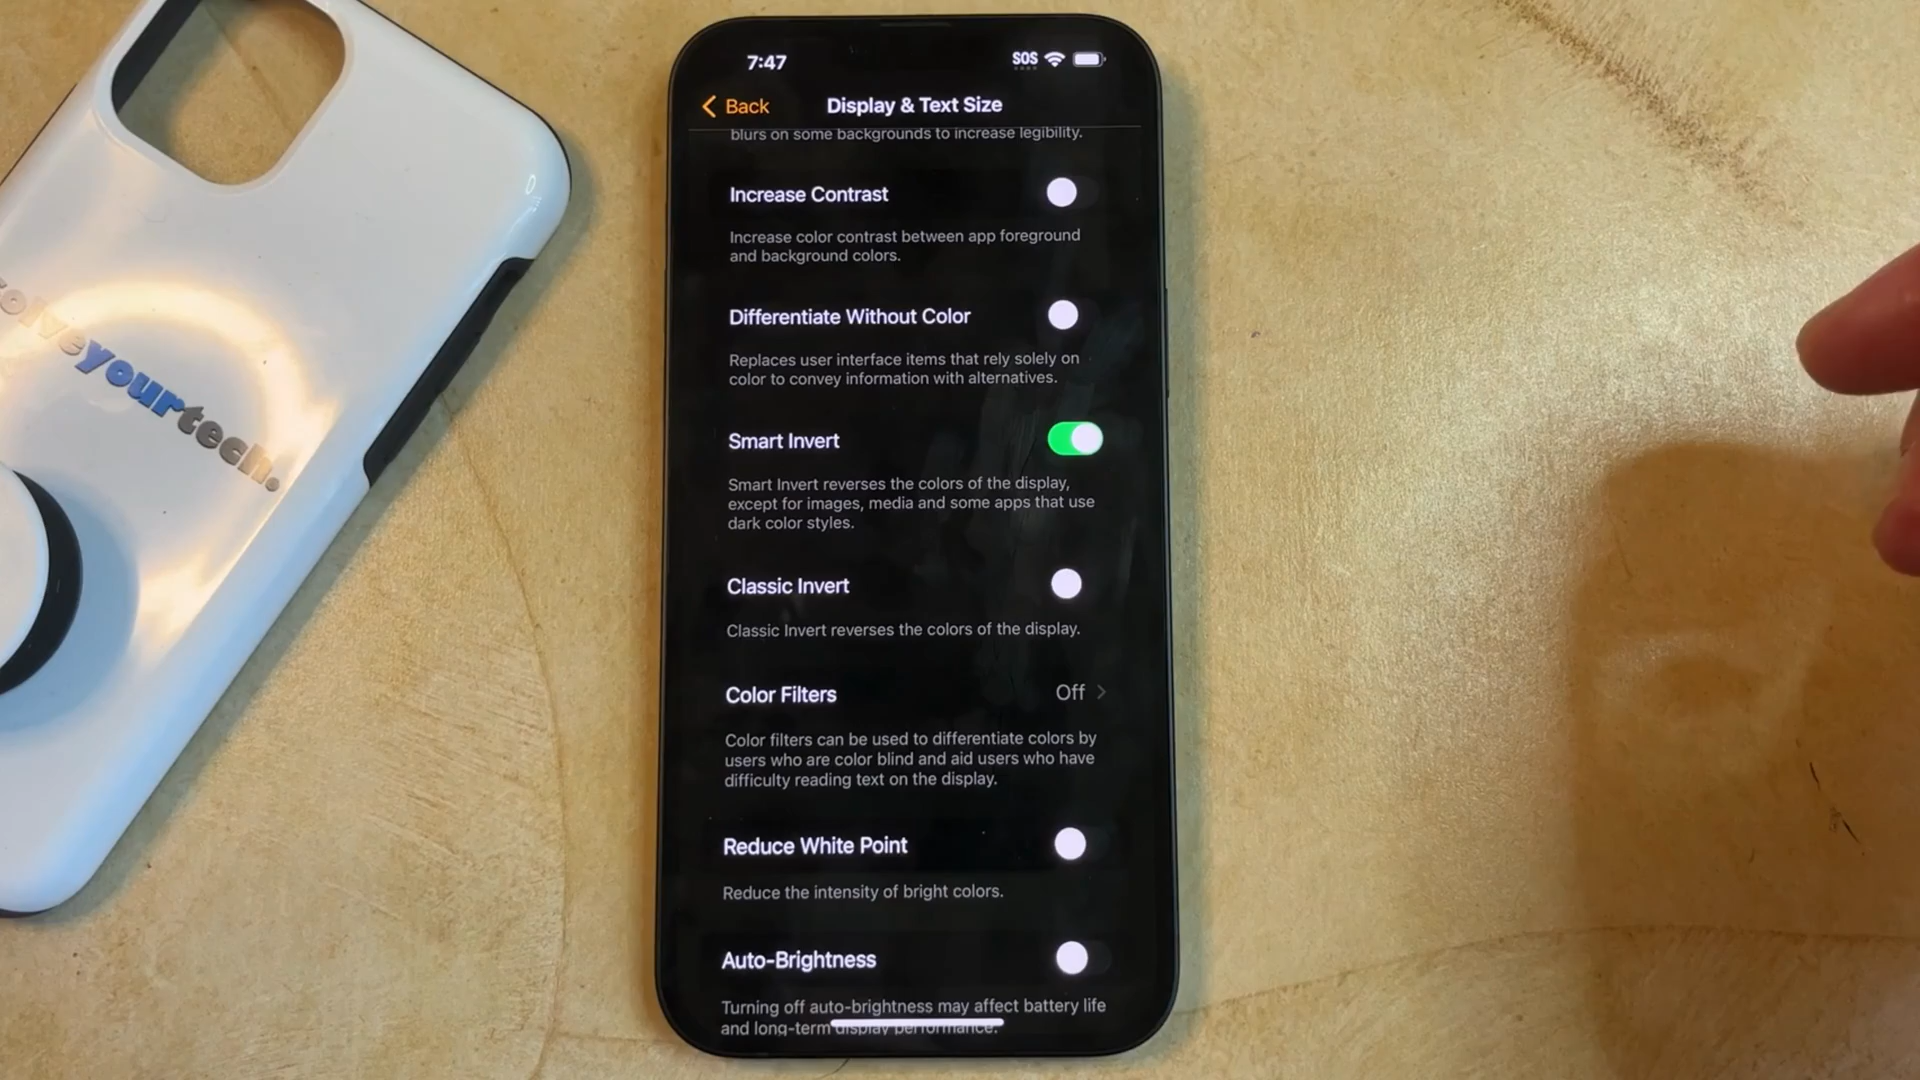 7:47
SOS
Back
Display & Text Size
blurs on some backgrounds to increase legibility.
Increase Contrast
Increase color contrast between app foreground
and background colors.
Differentiate Without Color
Replaces user interface items that rely solely on
color to convey information with alternatives.
Smart Invert
Smart Invert reverses the colors of the display,
except for images, media and some apps that use
dark color styles.
Classic Invert
Classic Invert reverses the colors of the display.
Color Filters
Off
Color filters can be used to differentiate colors by
users who are color blind and aid users who have
difficulty reading text on the display.
Reduce White Point
Reduce the intensity of bright colors.
Auto-Brightness
Turning off auto-brightness may affect battery life
and long-term display performance.
olveyourtech.